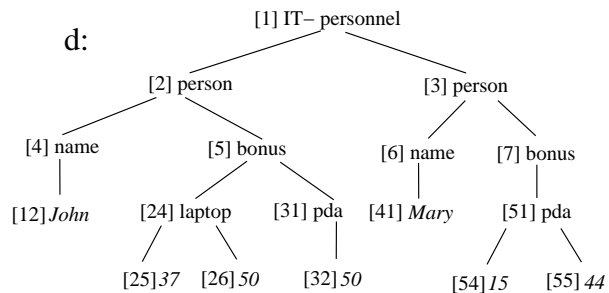 [1] IT– personnel
d:
[2] person [3] person
[4] name [5] bonus [6] name [7] bonus
[12] John [24] laptop [31] pda [41] Mary [51] pda
[25] 37 [26] 50 [32] 50 [54] 15 [55] 44